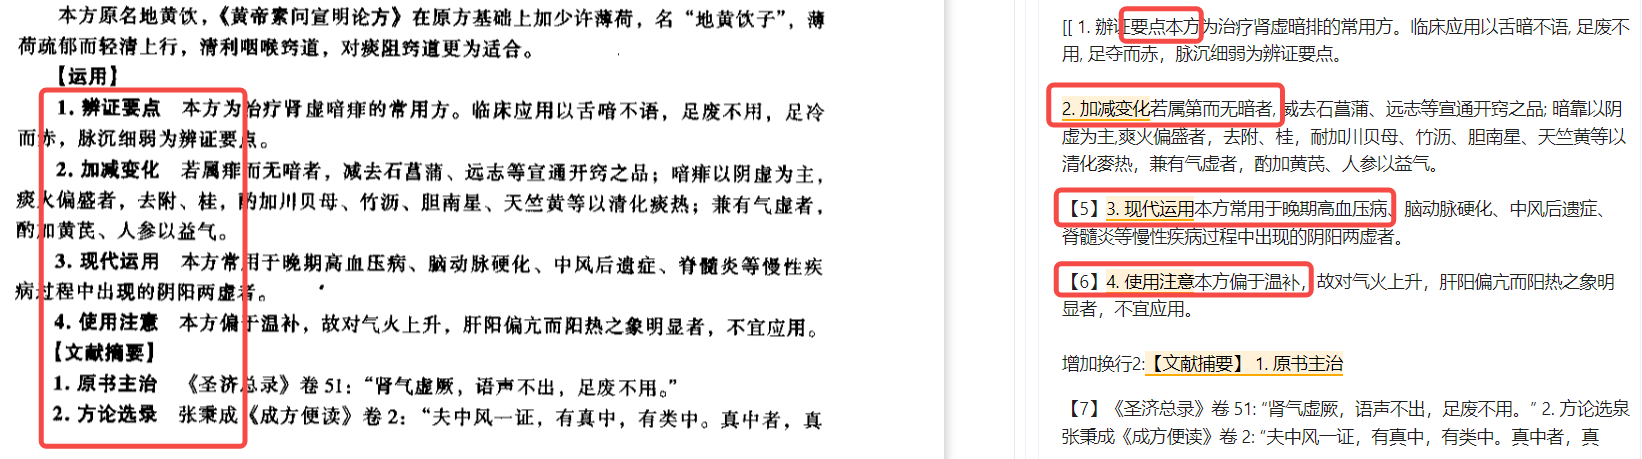 本方原名地黄饮，《黄帝素问宣明论方》在原方基础上加少许薄荷，名“地黄饮子”，薄
荷疏郁而轻清上行，清利咽喉窍道，对痰阻窍道更为适合。
【运用】
1. 辨证要点　本方为治疗肾虚喑痱的常用方。临床应用以舌喑不语，足废不用，足冷
而赤，脉沉细弱为辨证要点。
2. 加减变化　若属痱而无喑者，减去石菖蒲、远志等宣通开窍之品；喑痱以阴虚为主，
痰火偏盛者，去附、桂，酌加川贝母、竹沥、胆南星、天竺黄等以清化痰热；兼有气虚者，
酌加黄芪、人参以益气。
3. 现代运用　本方常用于晚期高血压病、脑动脉硬化、中风后遗症、脊髓炎等慢性疾
病过程中出现的阴阳两虚者。
4. 使用注意　本方偏于温补，故对气火上升，肝阳偏亢而阳热之象明显者，不宜应用。
【文献摘要】
1. 原书主治　《圣济总录》卷 51：“肾气虚厥，语声不出，足废不用。”
2. 方论选录　张秉成《成方便读》卷 2：“夫中风一证，有真中，有类中。真中者，真
[[ 1. 辨证要点本方为治疗肾虚暗排的常用方。临床应用以舌暗不语, 足废不
用, 足夺而赤，脉沉细弱为辨证要点。
2. 加减变化若属第而无暗者, 减去石菖蒲、远志等宣通开窍之品; 暗靠以阴
虚为主,爽火偏盛者，去附、桂，耐加川贝母、竹沥、胆南星、天竺黄等以
清化麥热，兼有气虚者，酌加黄芪、人参以益气。
【5】3. 现代运用本方常用于晚期高血压病、脑动脉硬化、中风后遗症、
脊髓炎等慢性疾病过程中出现的阴阳两虚者。
【6】4. 使用注意本方偏于温补，故对气火上升，肝阳偏亢而阳热之象明
显者，不宜应用。
增加换行2:【文献捕要】 1. 原书主治
【7】《圣济总录》卷 51: “肾气虚厥，语声不出，足废不用。” 2. 方论选泉
张秉成《成方便读》卷 2: “夫中风一证，有真中，有类中。真中者，真